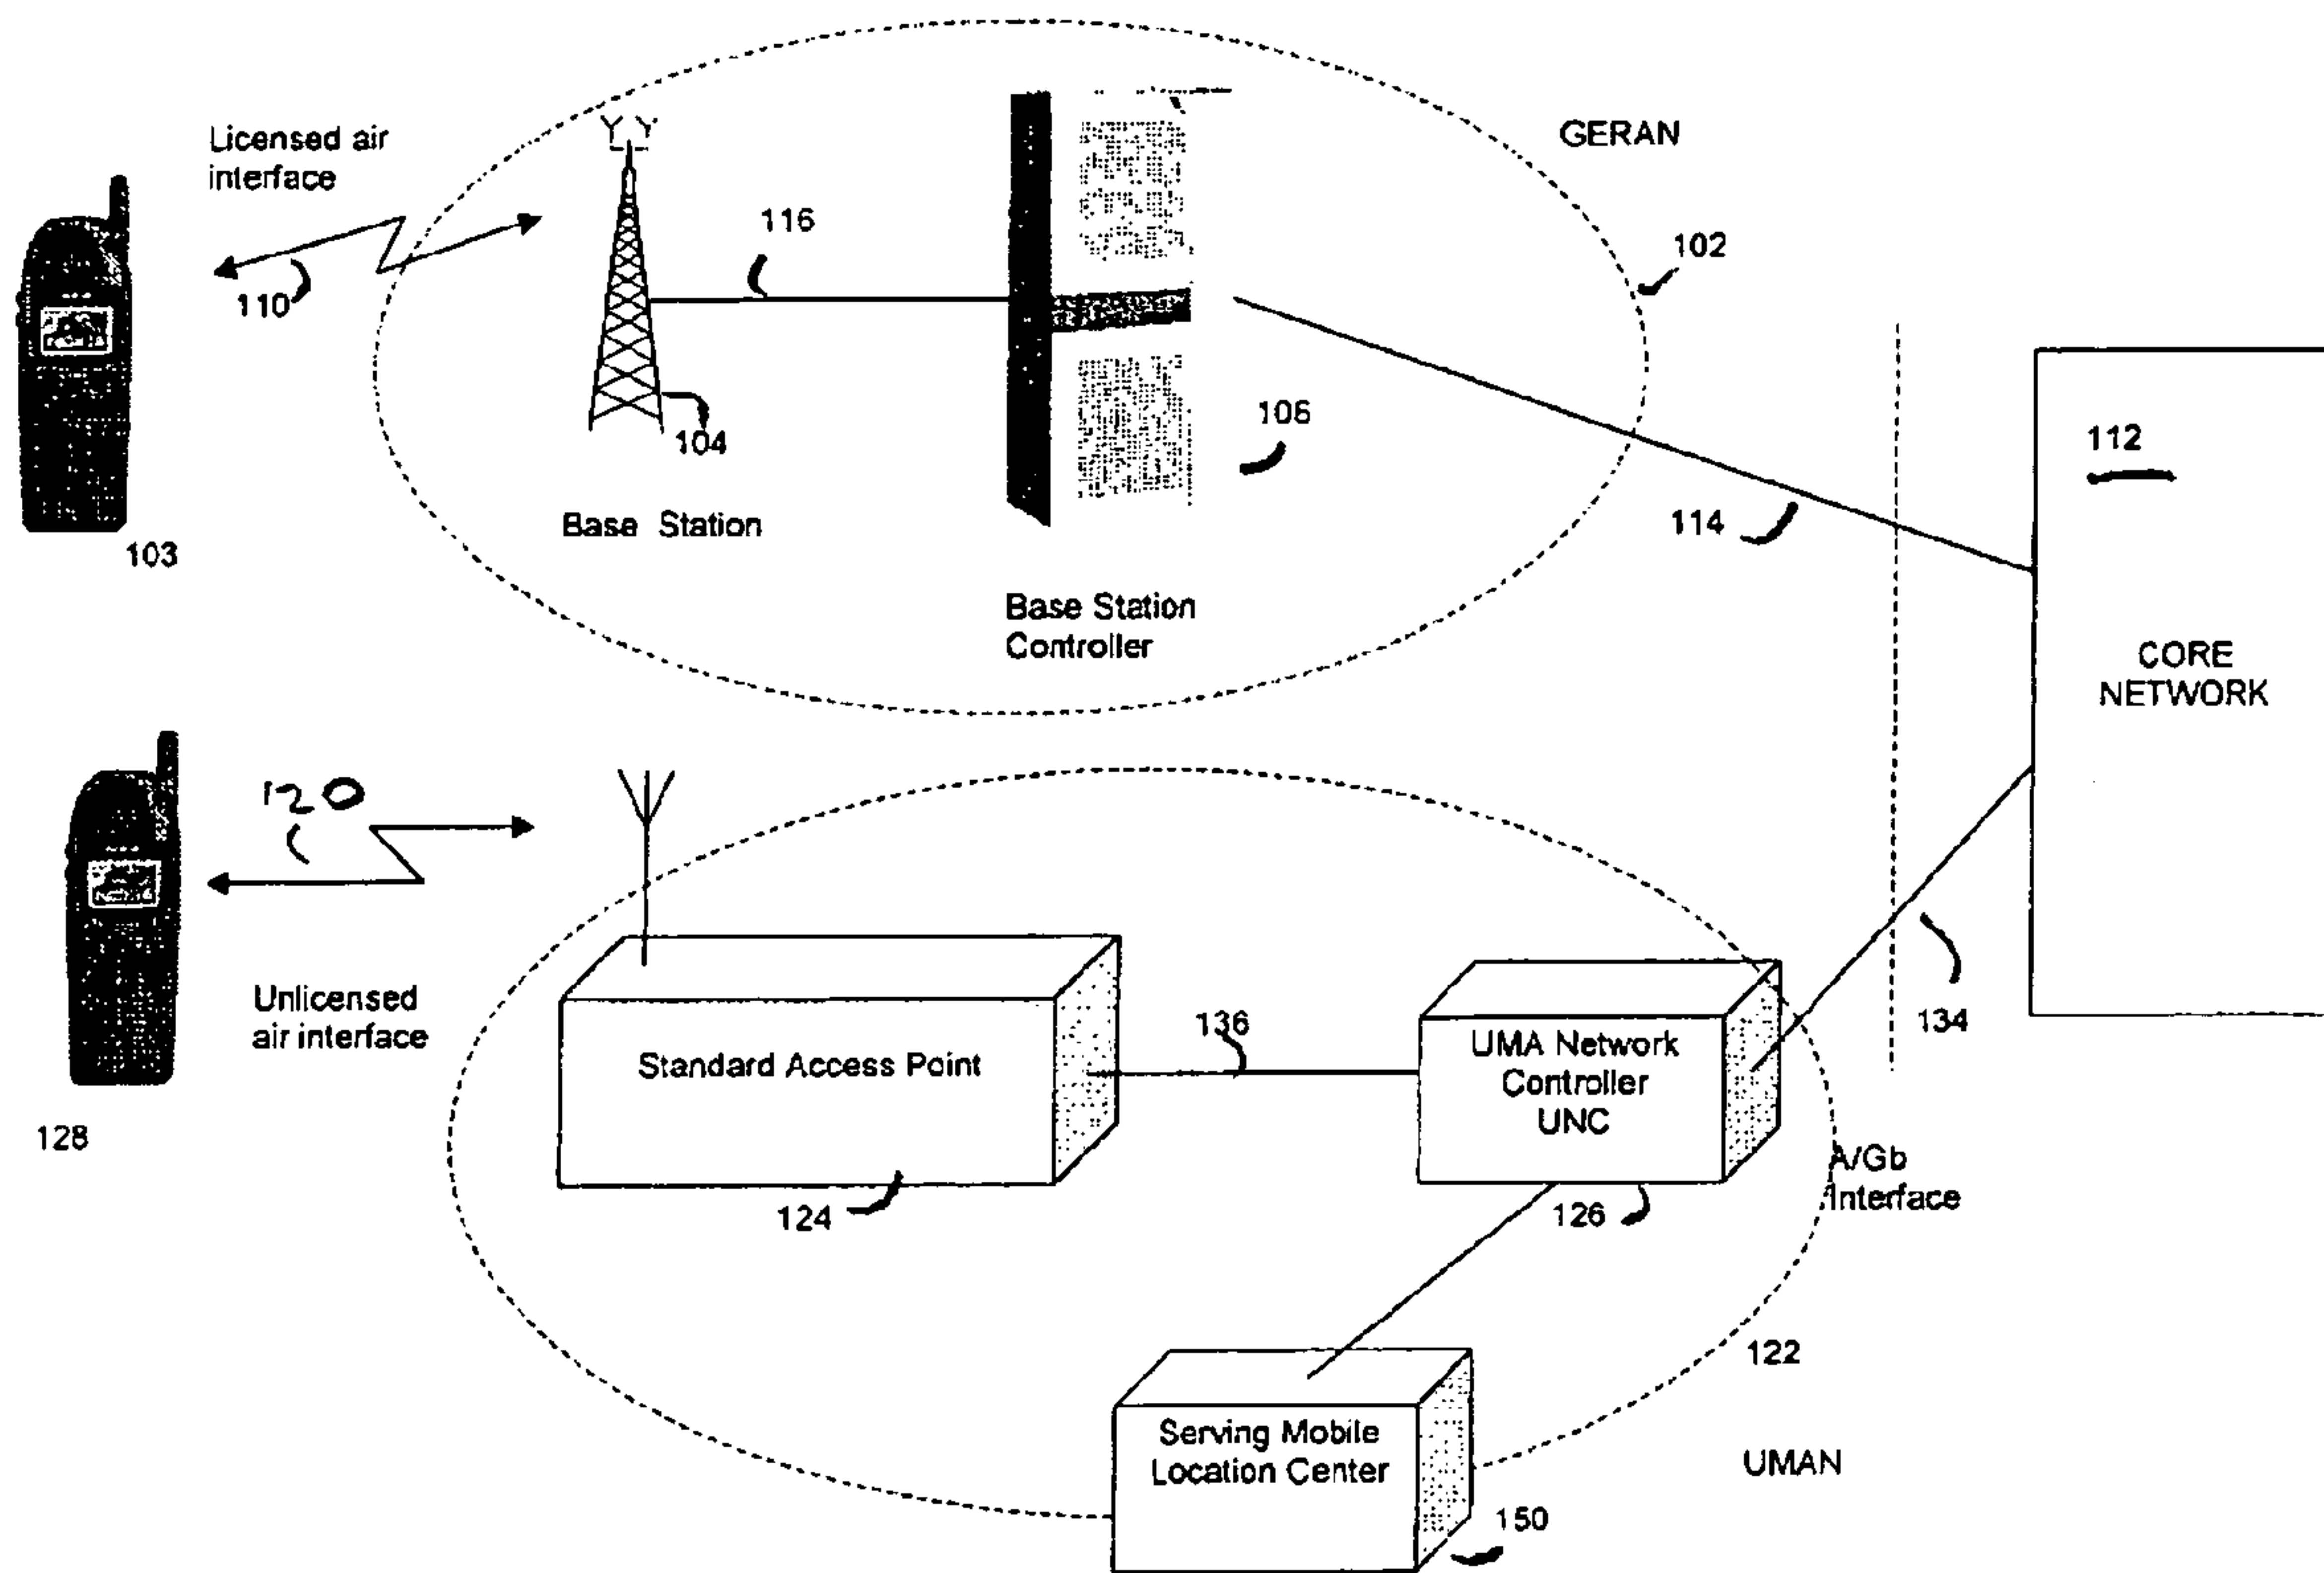 GERAN
Licensed air
interface
116
102
110
106
112
104
114
Base Station
103
Base Station
Controller
CORE
NETWORK
120
Unlicensed
air interface
136
134
Standard Access Point
UMA Network
Controller
UNC
128
A/Gb
Interface
124
126
122
Serving Mobile
Location Center
UMAN
150